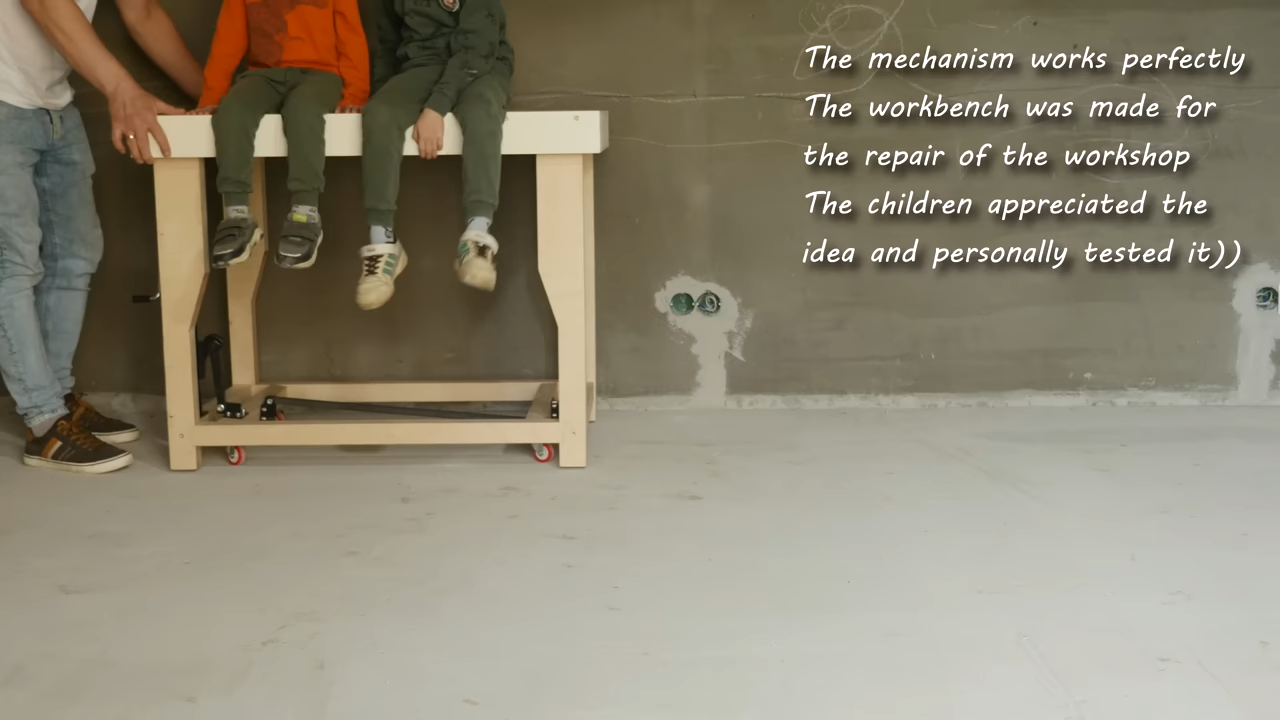 The mechanism works perfectly
The workbench was made for
the repair of the workshop
The children appreciated the
idea and personally tested it))